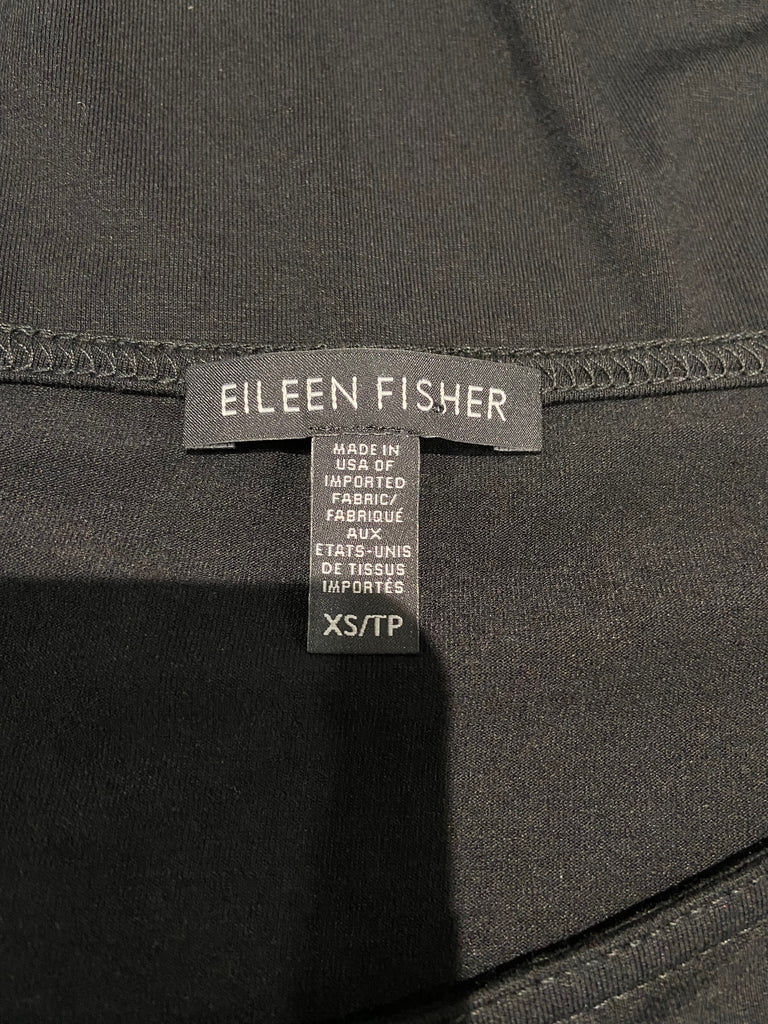 EILEEN FISHER
MADE IN
USA OF
IMPORTED
FABRIC/
FABRIQUÉ
AUX
ETATS-UNIS
DE TISSUS
IMPORTÉS
XS/TP